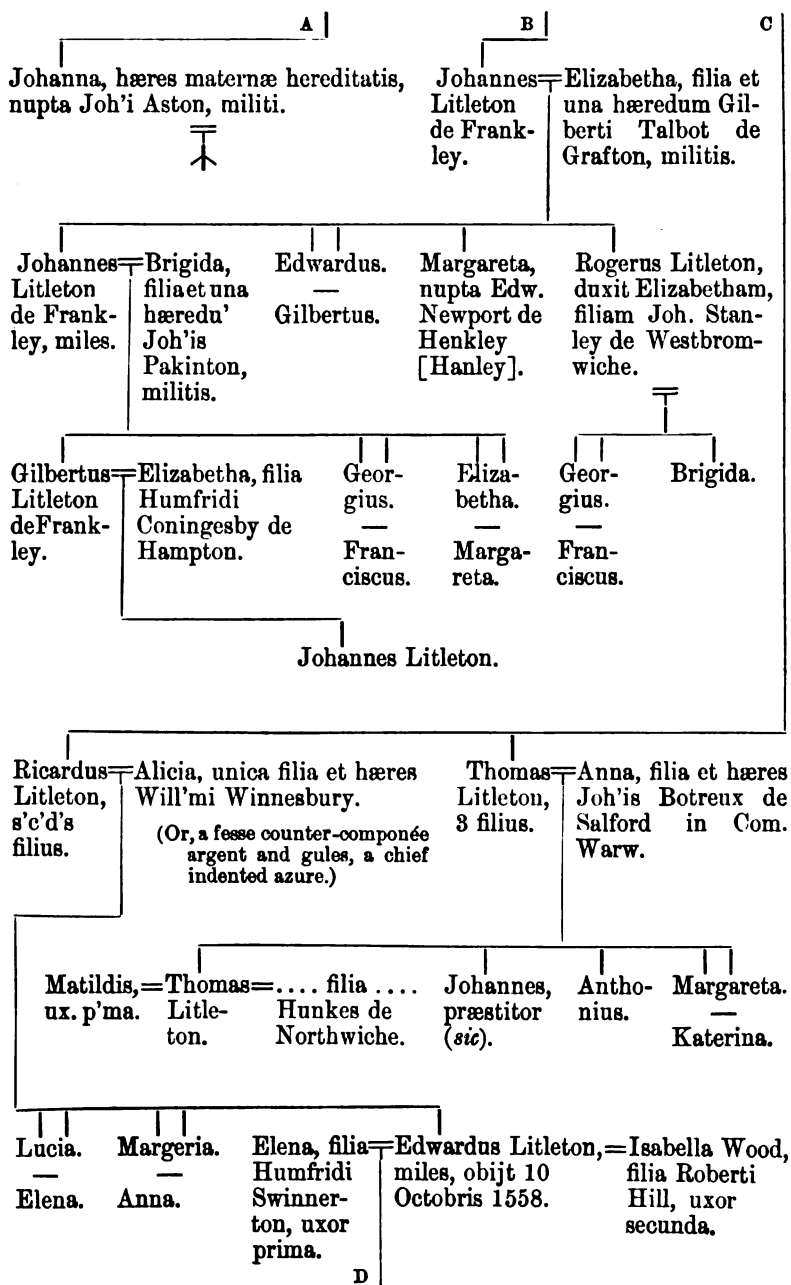 A B C
Johanna, hæres maternæ hereditatis,
nupta Joh'i Aston, militi.
Johannes
Litleton
de Frank-
ley.
Elizabetha, filia et
una hæredum Gil-
berti Talbot de
Grafton, militis.
Johannes
Litleton
de Frank-
ley, miles.
Brigida,
filia et una
hæredu'
Joh'is
Pakinton,
militis.
Edwardus.
—
Gilbertus.
Margareta,
nupta Edw.
Newport de
Henkley
[Hanley].
Rogerus Litleton,
duxit Elizabetham,
filiam Joh. Stan-
ley de Westbrom-
wiche.
Gilbertus
Litleton
de Frank-
ley.
Elizabetha, filia
Humfridi
Coningesby de
Hampton.
Geor-
gius.
—
Fran-
ciscus.
Eliza-
betha.
—
Marga-
reta.
Geor-
gius.
—
Fran-
ciscus.
Brigida.
Johannes Litleton.
Ricardus
Litleton,
s'c'd's
filius.
Alicia, unica filia et hæres
Will'mi Winnesbury.
(Or, a fesse counter-componée
argent and gules, a chief
indented azure.)
Thomas
Litleton,
3 filius.
Anna, filia et hæres
Joh'is Botreux de
Salford in Com.
Warw.
Matildis,
ux. p'ma.
Thomas
Litle-
ton.
.... filia ....
Hunkes de
Northwiche.
Johannes,
præstitor
(sic).
Antho-
nius.
Margareta.
—
Katerina.
Lucia.
—
Elena.
Margeria.
—
Anna.
Elena, filia
Humfridi
Swinner-
ton, uxor
prima.
Edwardus Litleton,
miles, obijt 10
Octobris 1558.
Isabella Wood,
filia Roberti
Hill, uxor
secunda.
D